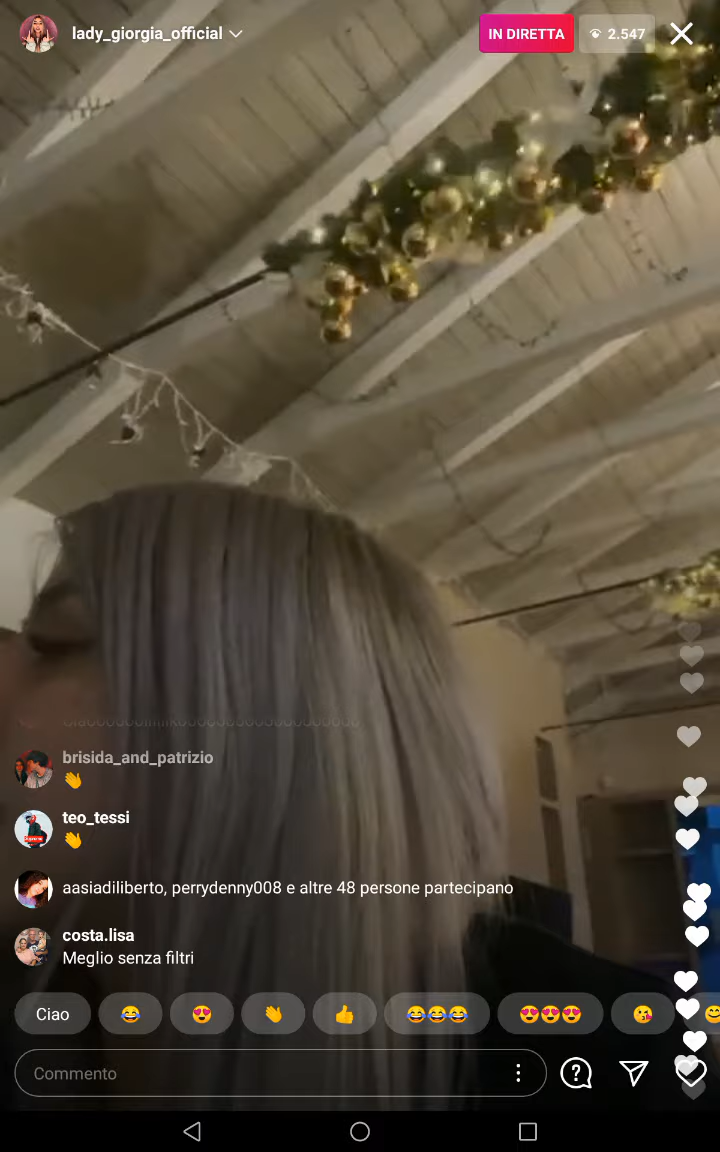 lady_giorgia_official
IN DIRETTA
2.547
brisida_and_patrizio
👋
teo_tessi
👋
aasiadiliberto, perrydenny008 e altre 48 persone partecipano
costa.lisa
Meglio senza filtri
Ciao 😂 😍 👋 👍 😂😂😂 😍😍😍 😘 😊
Commento